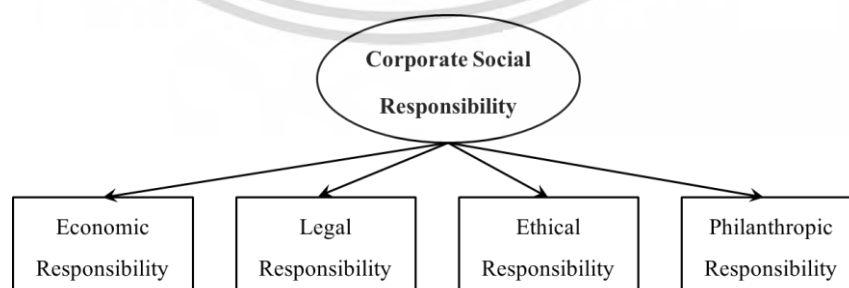 Corporate Social
Responsibility
Economic
Responsibility
Legal
Responsibility
Ethical
Responsibility
Philanthropic
Responsibility